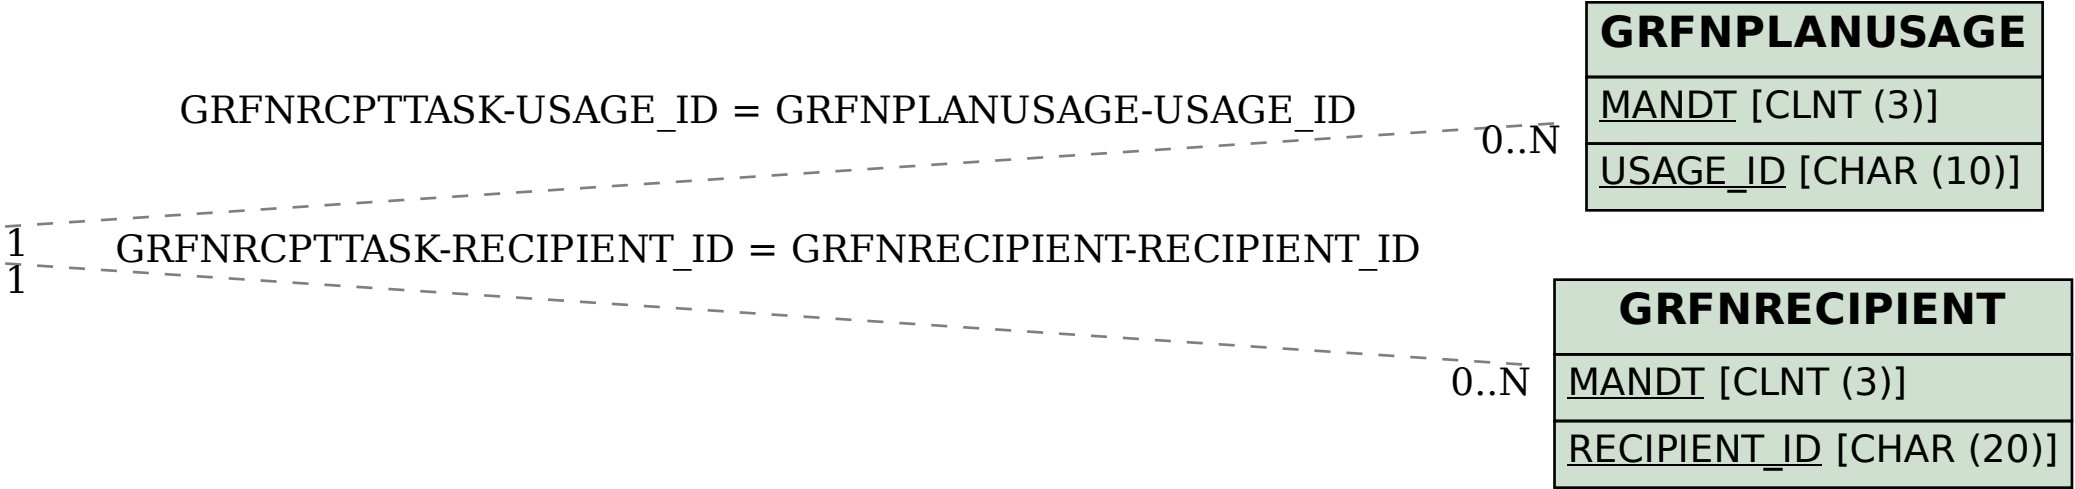 GRFNPLANUSAGE
MANDT [CLNT (3)]
USAGE_ID [CHAR (10)]
GRFNRCPTTASK-USAGE_ID = GRFNPLANUSAGE-USAGE_ID
0..N
1
GRFNRCPTTASK-RECIPIENT_ID = GRFNRECIPIENT-RECIPIENT_ID
1
0..N
GRFNRECIPIENT
MANDT [CLNT (3)]
RECIPIENT_ID [CHAR (20)]